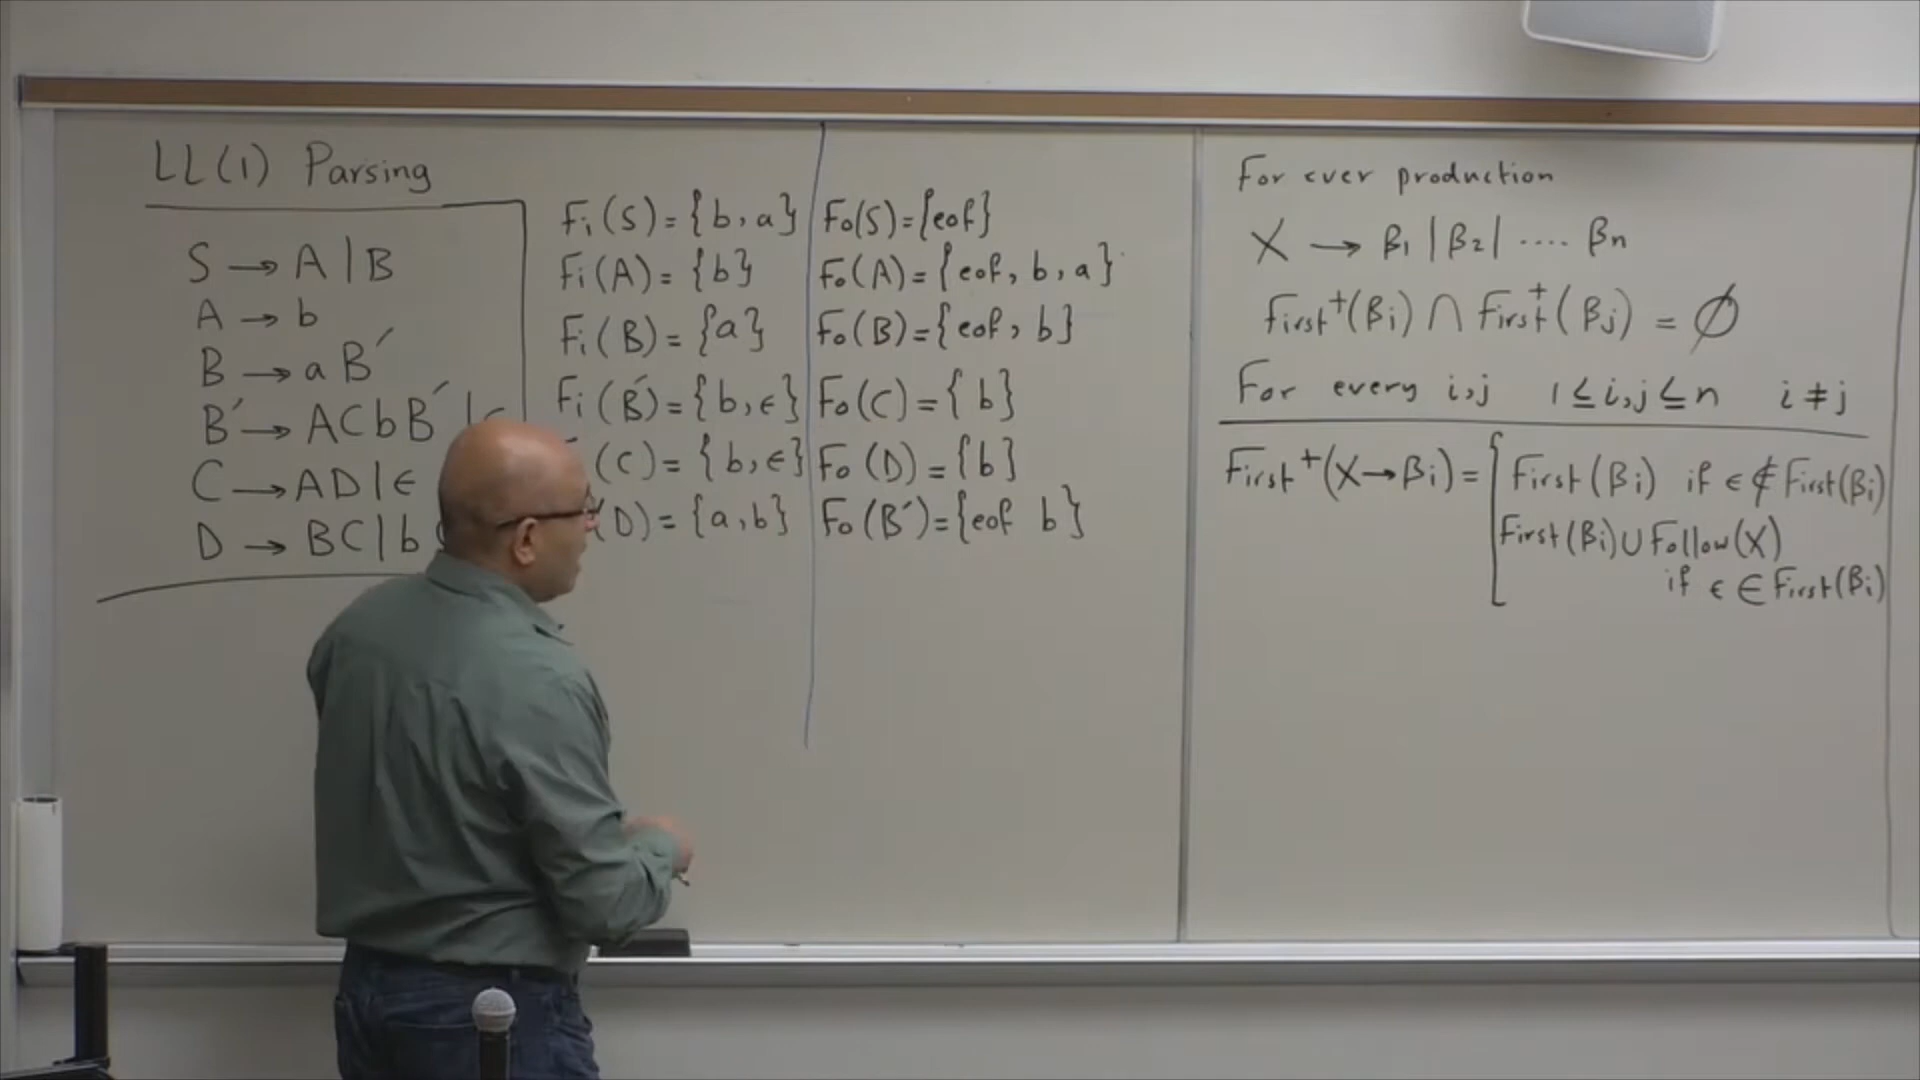 LL(1) Parsing
S → A | B
A → b
B → a B′
B′ → A C b B′ |
C → A D | ϵ
D → B C | b
Fi (S) = {b, a}
Fi (A) = {b}
Fi (B) = {a}
Fi (B′) = {b, ϵ}
(C) = {b, ϵ}
(D) = {a, b}
Fo(S) = {eof}
Fo(A) = {eof, b, a}
Fo(B) = {eof, b}
Fo(C) = {b}
Fo(D) = {b}
Fo(B′) = {eof b}
For ever production
X → β1 | β2 | .... βn
First⁺(βi) ∩ First⁺(βj) = ∅
For every i,j 1 ≤ i,j ≤ n i ≠ j
First⁺(X→βi) = { First(βi) if ϵ ∉ First(βi)
First(βi) ∪ Follow(X)
if ϵ ∈ First(βi)